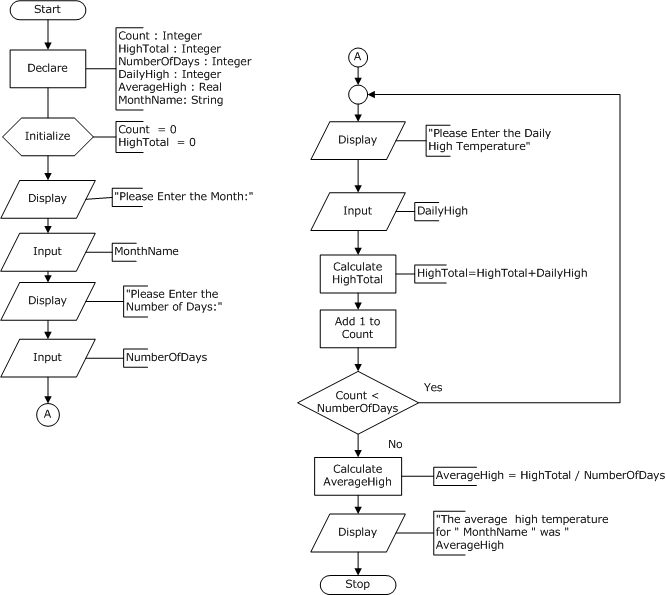 Start
Declare
Count : Integer
HighTotal : Integer
NumberOfDays : Integer
DailyHigh : Integer
AverageHigh : Real
MonthName: String
Initialize
Count = 0
HighTotal = 0
Display
"Please Enter the Month:"
Input
MonthName
Display
"Please Enter the
Number of Days:"
Input
NumberOfDays
A
A
Display
"Please Enter the Daily
High Temperature"
Input
DailyHigh
Calculate
HighTotal
HighTotal=HighTotal+DailyHigh
Add 1 to
Count
Count <
NumberOfDays
Yes
No
Calculate
AverageHigh
AverageHigh = HighTotal / NumberOfDays
Display
"The average high temperature
for " MonthName " was "
AverageHigh
Stop